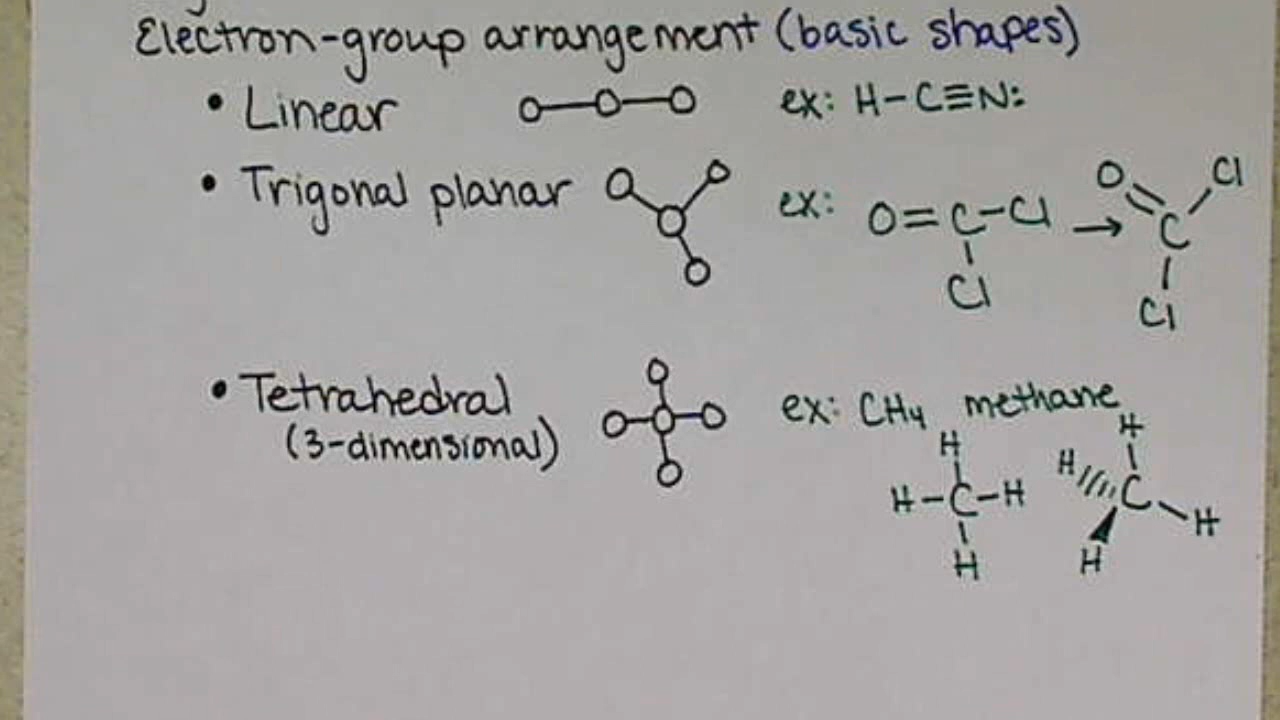 Electron-group arrangement (basic shapes)
• Linear ex: H-C≡N:
• Trigonal planar ex: O=C-Cl → O Cl
C
Cl Cl
• Tetrahedral ex: CH4 methane
(3-dimensional)
H H
H-C-H H C H
H H